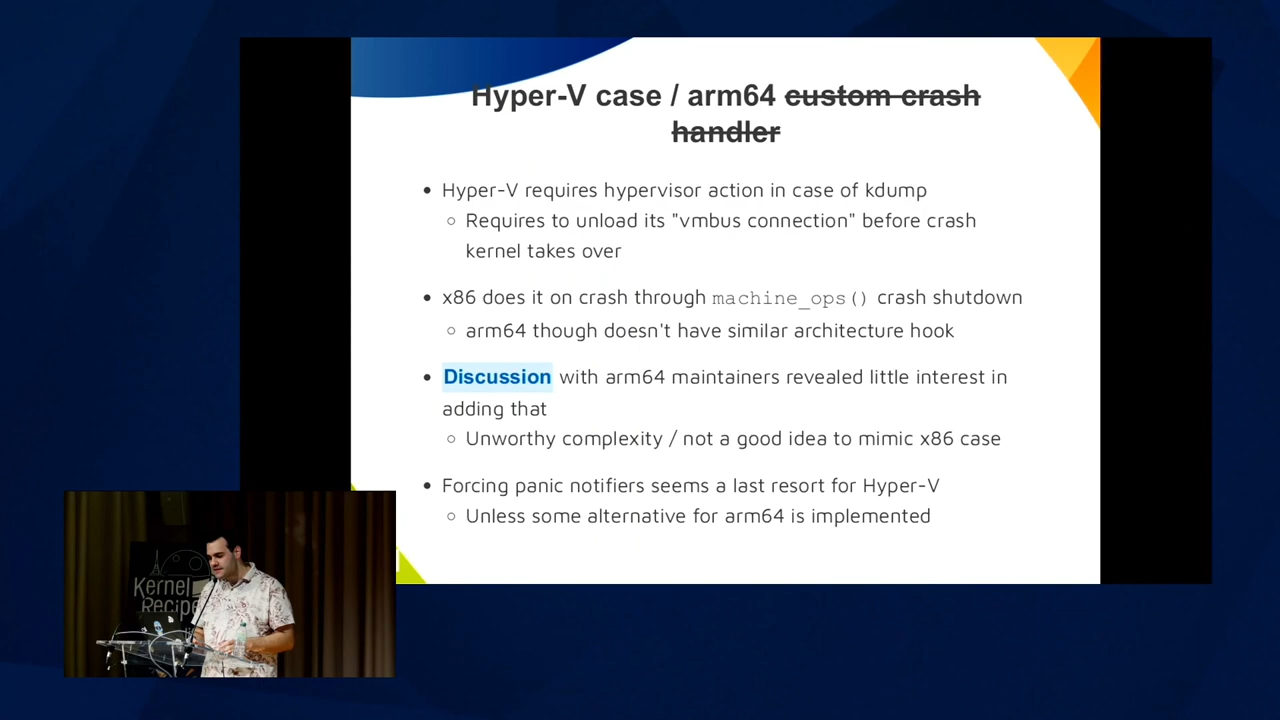 Hyper-V case / arm64 custom crash
handler
• Hyper-V requires hypervisor action in case of kdump
○ Requires to unload its "vmbus connection" before crash
kernel takes over
• x86 does it on crash through machine_ops() crash shutdown
○ arm64 though doesn't have similar architecture hook
• Discussion with arm64 maintainers revealed little interest in
adding that
○ Unworthy complexity / not a good idea to mimic x86 case
• Forcing panic notifiers seems a last resort for Hyper-V
○ Unless some alternative for arm64 is implemented
Kernel
Recipe